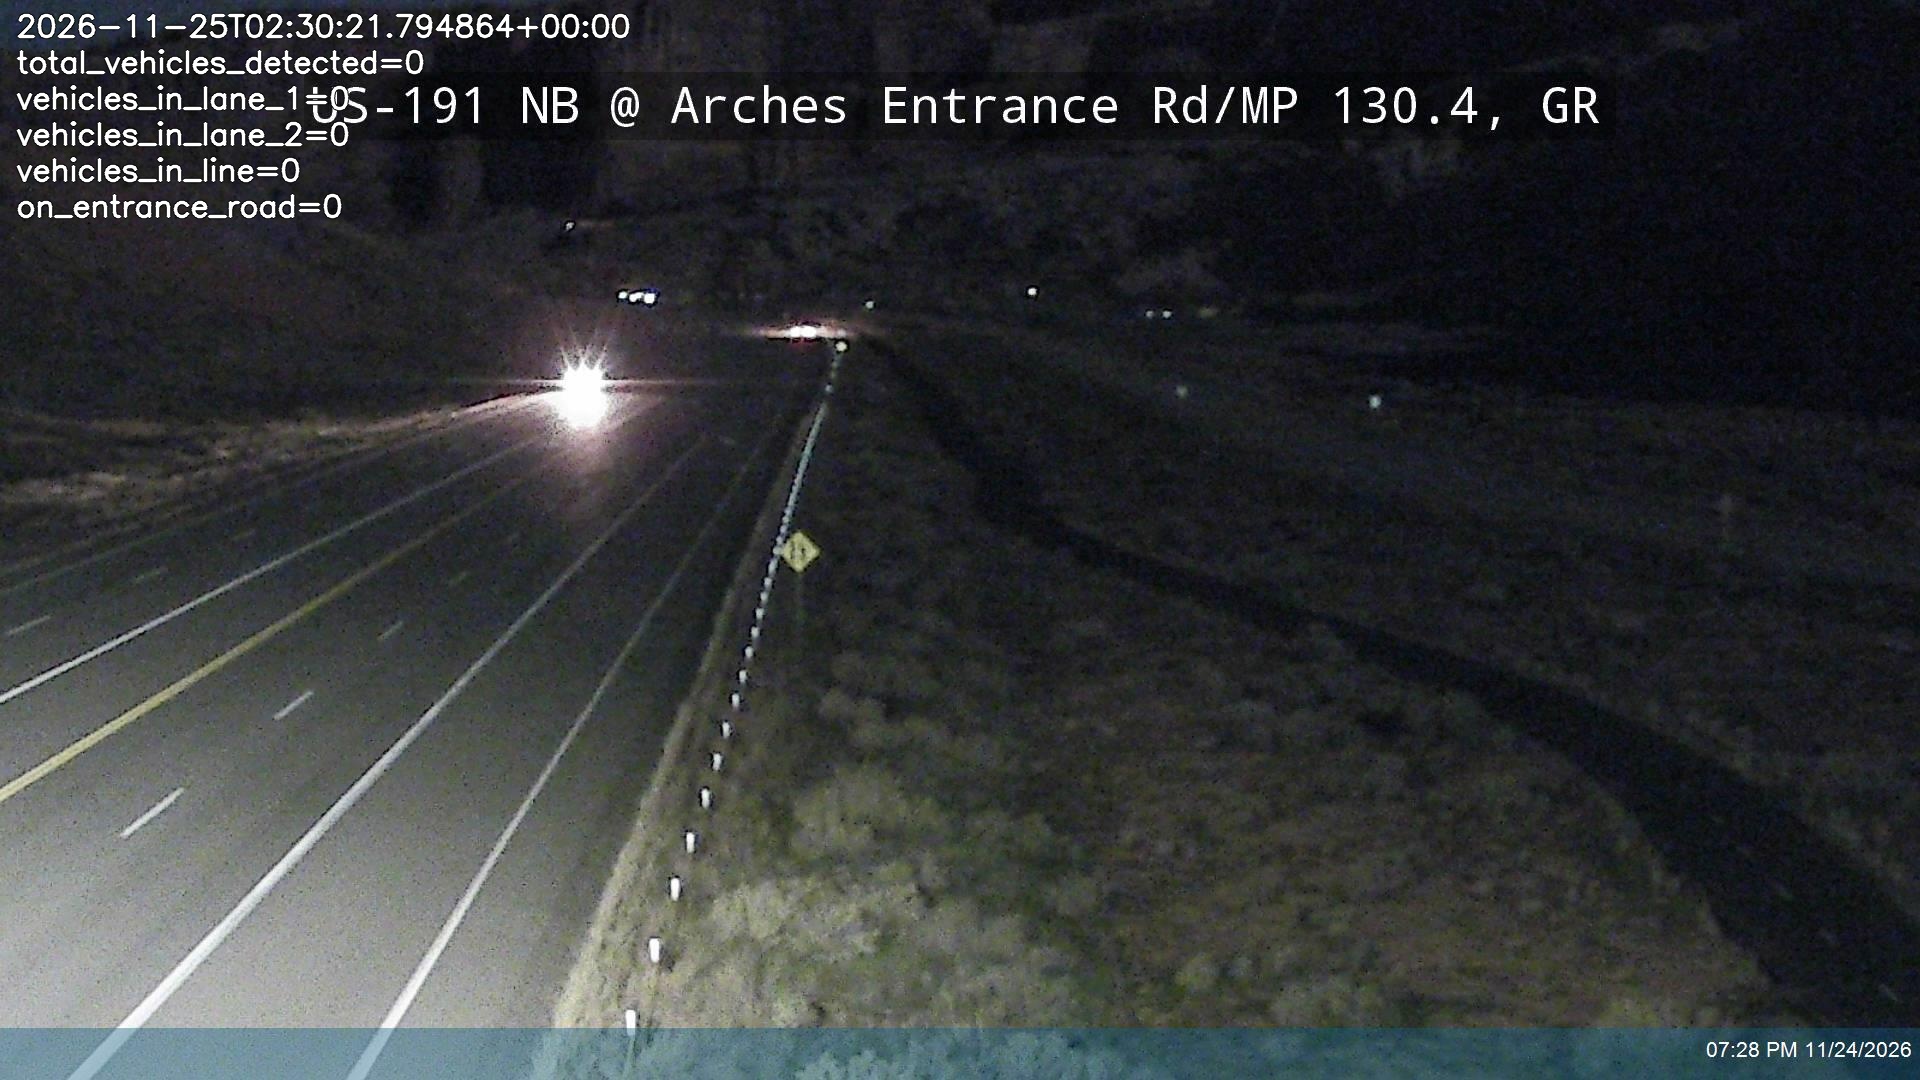 2026-11-25T02:30:21.794864+00:00
total_vehicles_detected=0
vehicles_in_lane_1=0
US-191 NB @ Arches Entrance Rd/MP 130.4, GR
vehicles_in_lane_2=0
vehicles_in_line=0
on_entrance_road=0
07:28 PM 11/24/2026